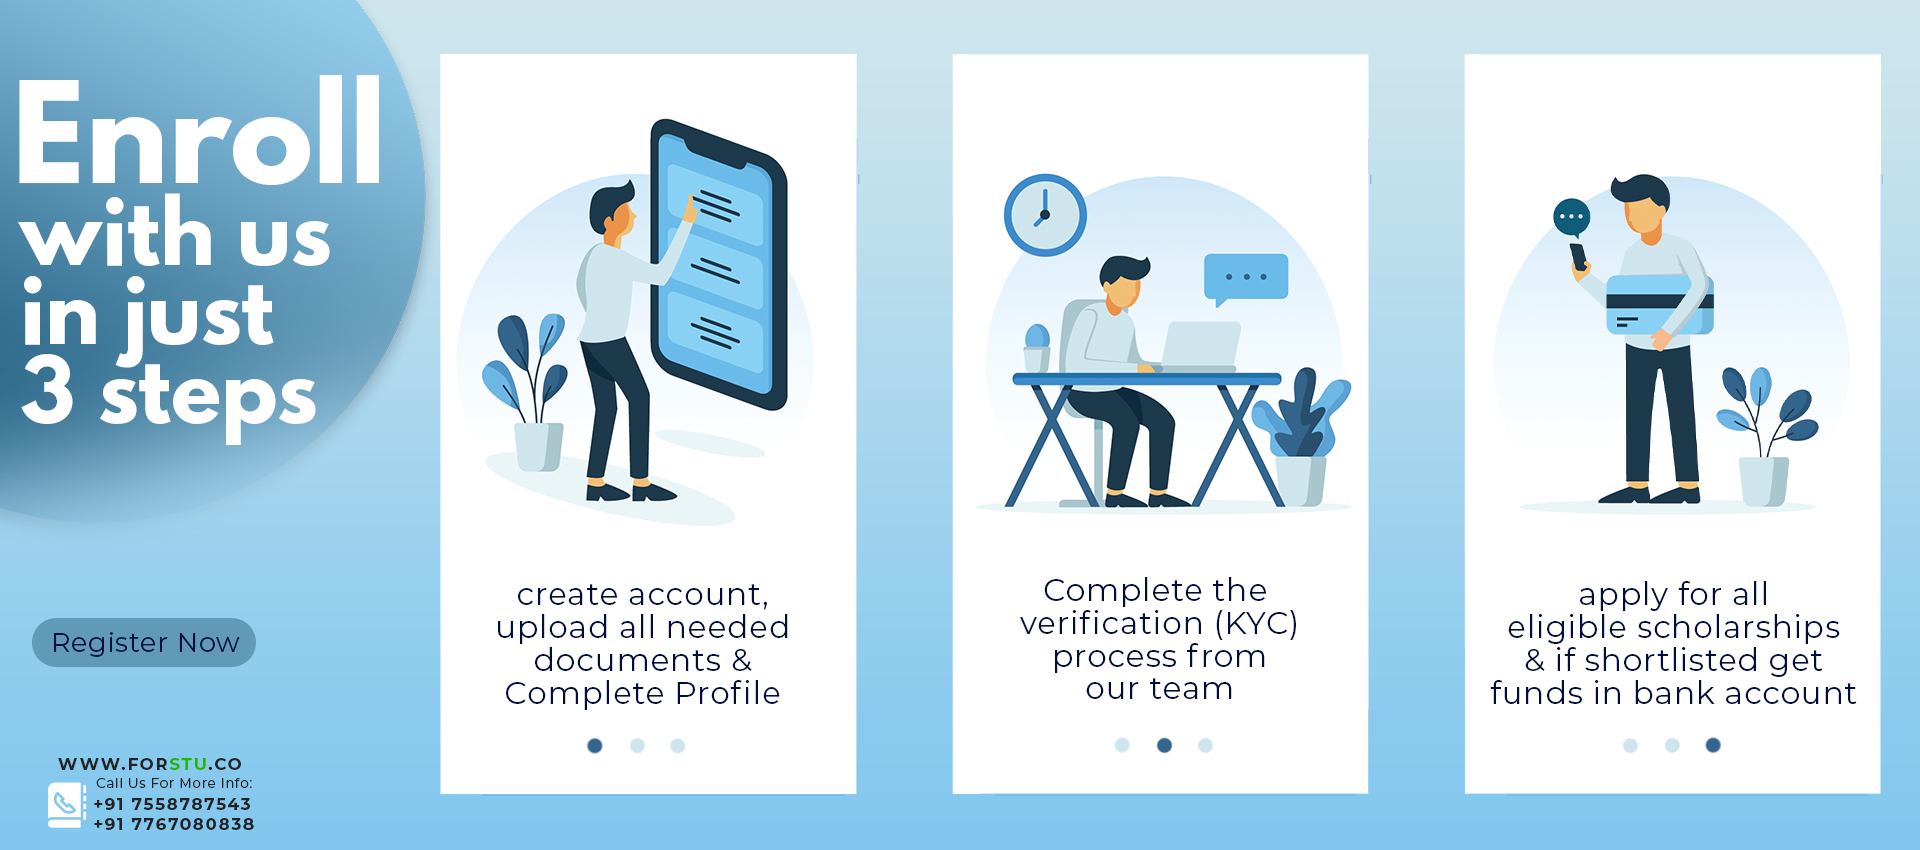 Enroll
with us
in just
3 steps
Register Now
WWW.FORSTU.CO
Call Us For More Info:
+91 7558787543
+91 7767080838
create account,
upload all needed
documents &
Complete Profile
Complete the
verification (KYC)
process from
our team
apply for all
eligible scholarships
& if shortlisted get
funds in bank account